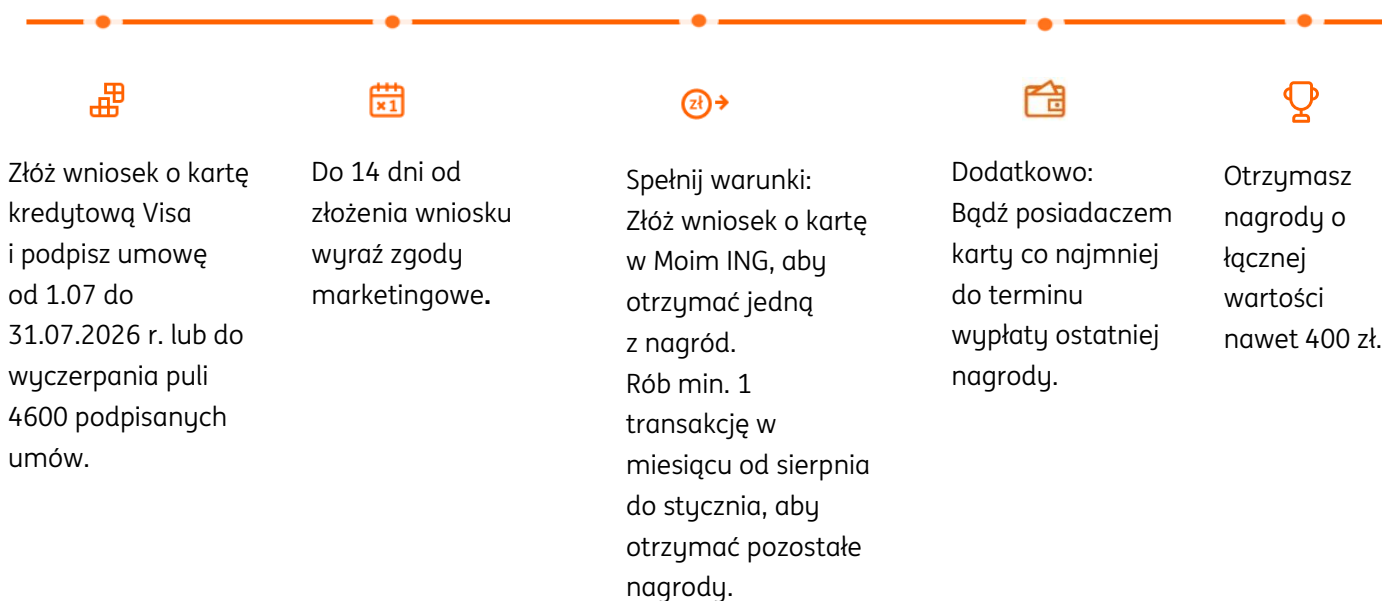 x1
zł
Złóż wniosek o kartę
kredytową Visa
i podpisz umowę
od 1.07 do
31.07.2026 r. lub do
wyczerpania puli
4600 podpisanych
umów.
Do 14 dni od
złożenia wniosku
wyraź zgody
marketingowe.
Spełnij warunki:
Złóż wniosek o kartę
w Moim ING, aby
otrzymać jedną
z nagród.
Rób min. 1
transakcję w
miesiącu od sierpnia
do stycznia, aby
otrzymać pozostałe
nagrody.
Dodatkowo:
Bądź posiadaczem
karty co najmniej
do terminu
wypłaty ostatniej
nagrody.
Otrzymasz
nagrody o
łącznej
wartości
nawet 400 zł.